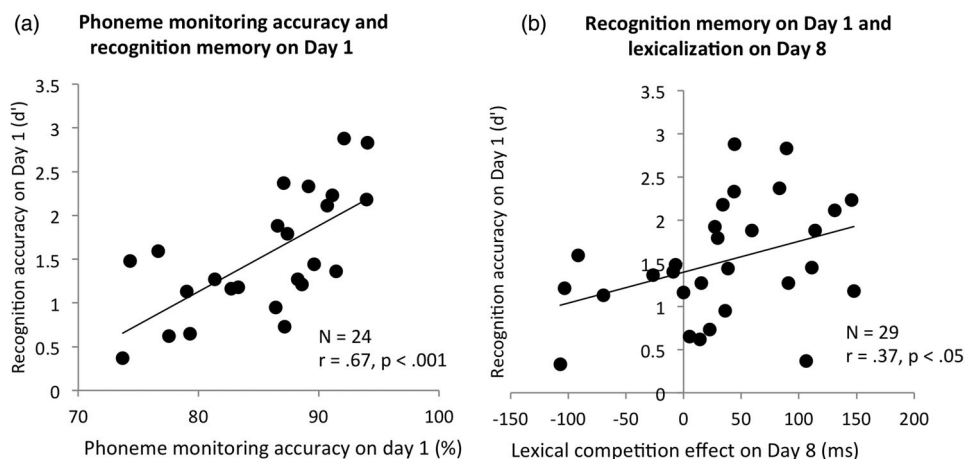 (a)
Phoneme monitoring accuracy and
recognition memory on Day 1
Recognition accuracy on Day 1 (d')
3.5
3
2.5
2
1.5
1
0.5
0
70
80
90
100
N = 24
r = .67, p < .001
Phoneme monitoring accuracy on day 1 (%)
(b)
Recognition memory on Day 1 and
lexicalization on Day 8
Recognition accuracy on Day 1 (d')
3.5
3
2.5
2
1.5
1
0.5
0
-150
-100
-50
0
50
100
150
200
N = 29
r = .37, p < .05
Lexical competition effect on Day 8 (ms)